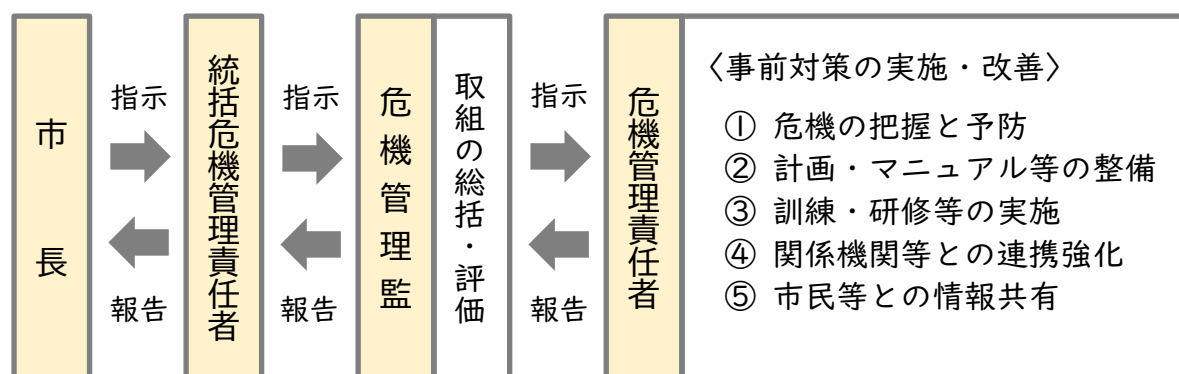 市長
指示
報告
統括危機管理責任者
指示
報告
危機管理監
取組の総括・評価
指示
報告
危機管理責任者
〈事前対策の実施・改善〉
① 危機の把握と予防
② 計画・マニュアル等の整備
③ 訓練・研修等の実施
④ 関係機関等との連携強化
⑤ 市民等との情報共有